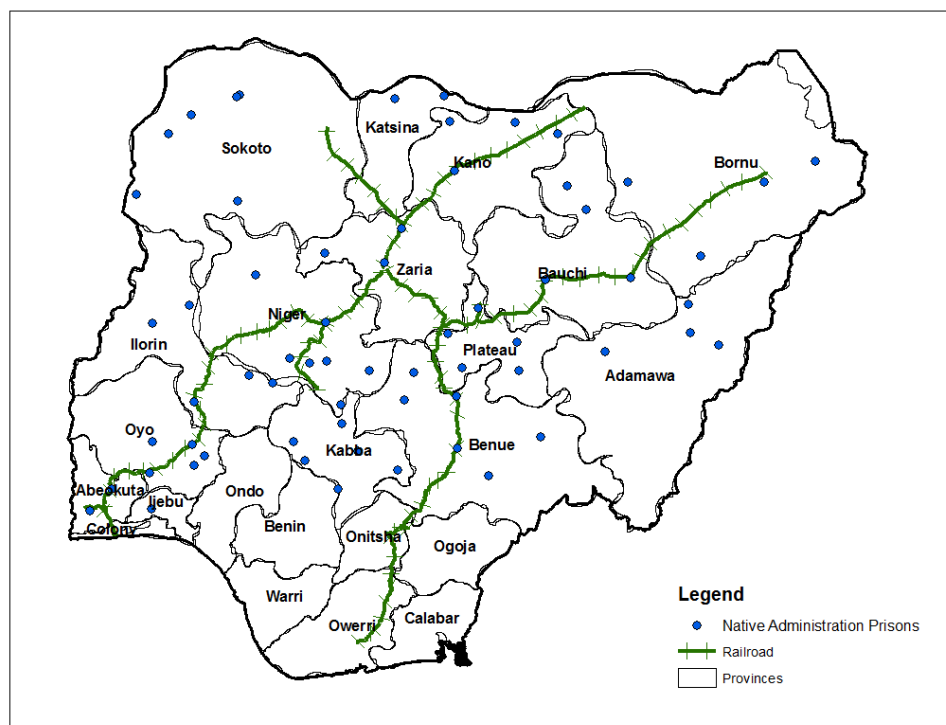 Katsina
Sokoto
Kano
Bornu
Zaria
Bauchi
Niger
Ilorin
Plateau
Adamawa
Oyo
Benue
Kabba
Abeokuta
Ijebu
Ondo
Colony
Benin
Onitsha
Ogoja
Warri
Owerri
Calabar
Legend
Native Administration Prisons
Railroad
Provinces